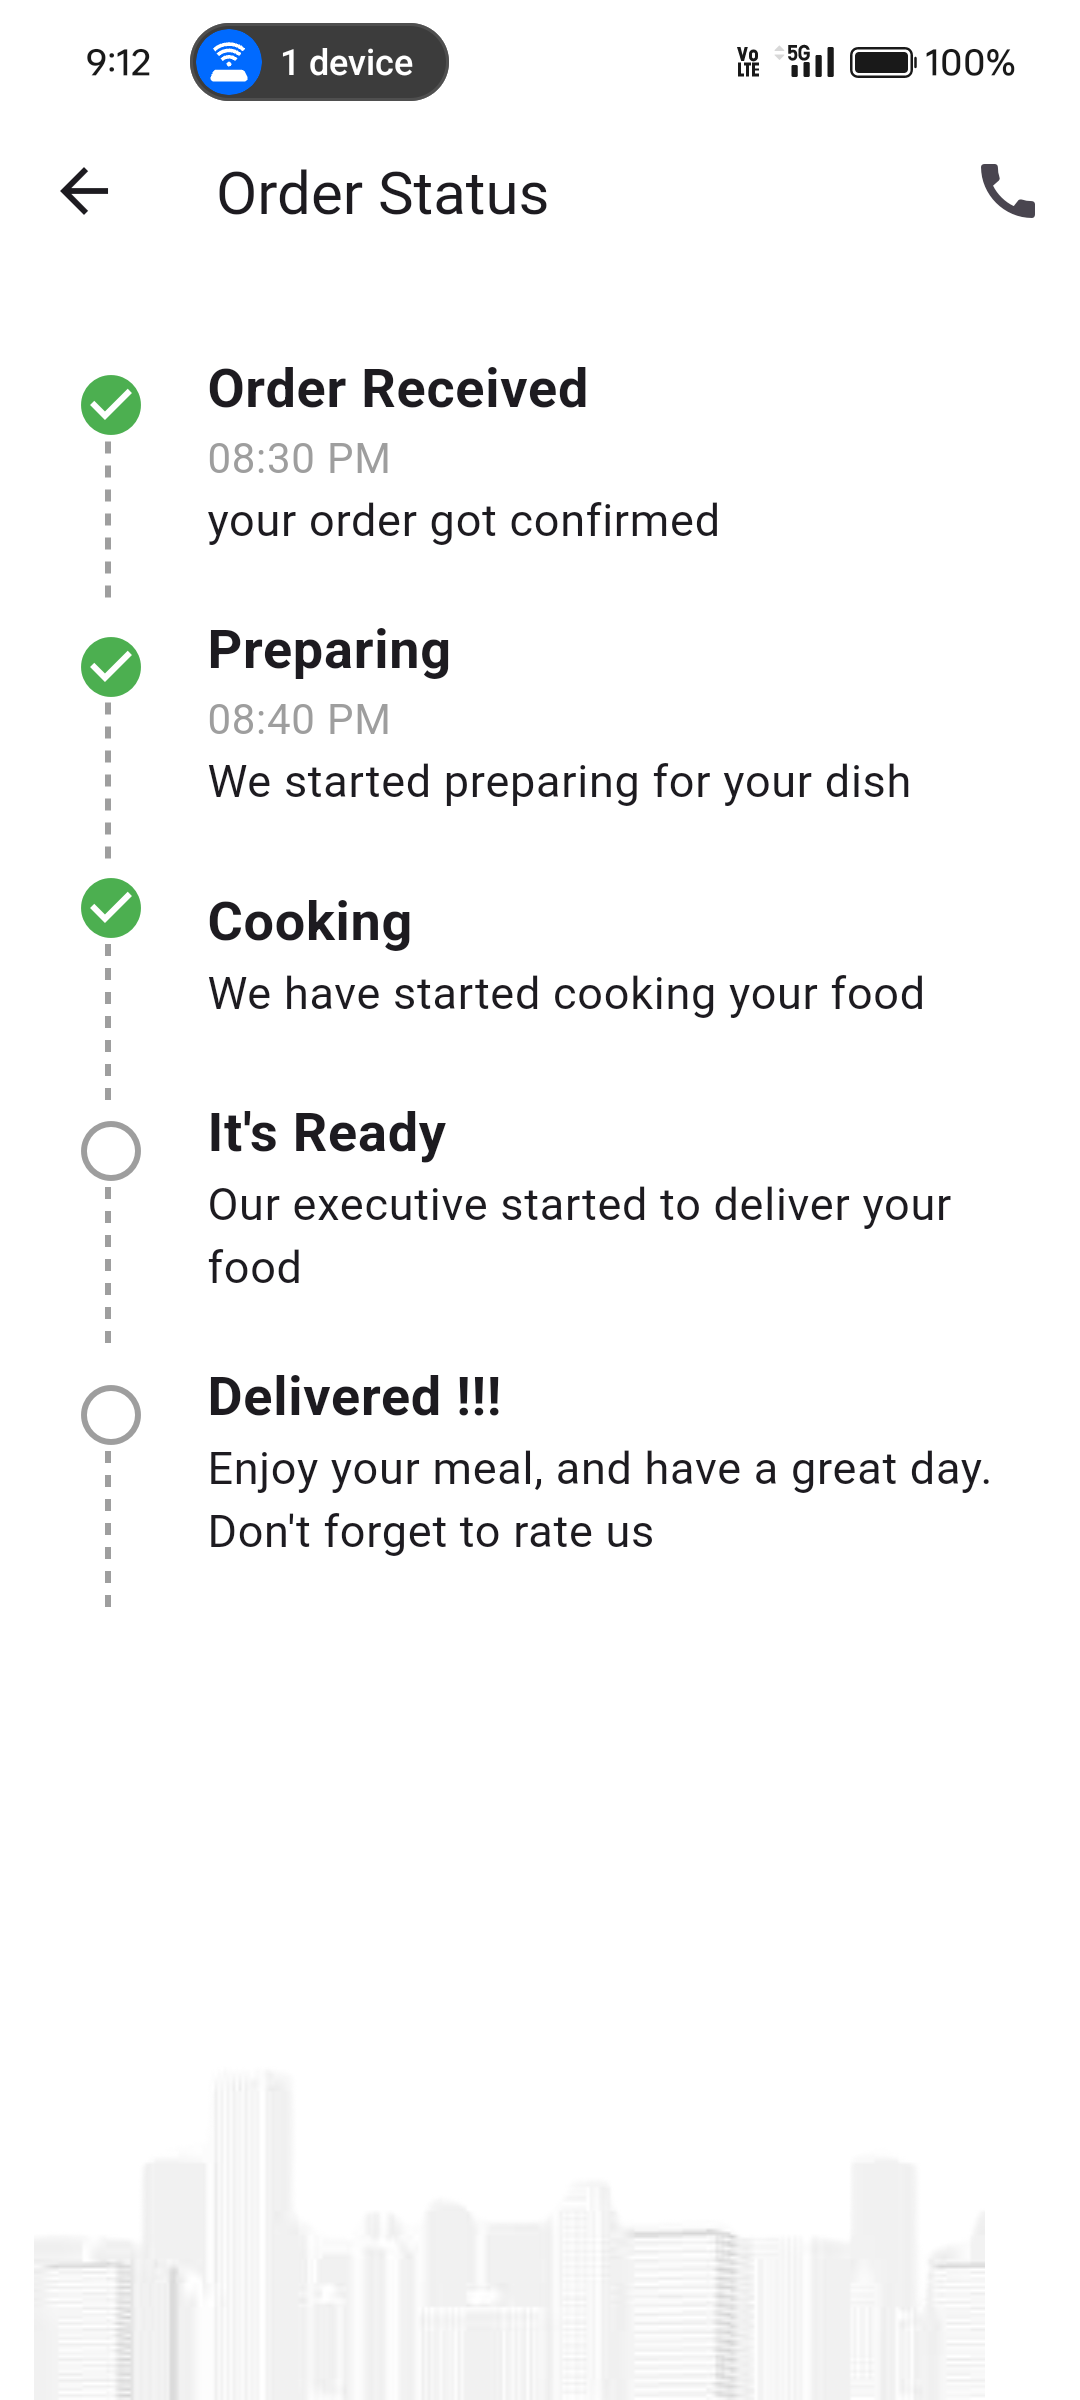 9:12
1 device
Vo LTE
5G
100%
Order Status
Order Received
08:30 PM
your order got confirmed
Preparing
08:40 PM
We started preparing for your dish
Cooking
We have started cooking your food
It's Ready
Our executive started to deliver your
food
Delivered !!!
Enjoy your meal, and have a great day.
Don't forget to rate us